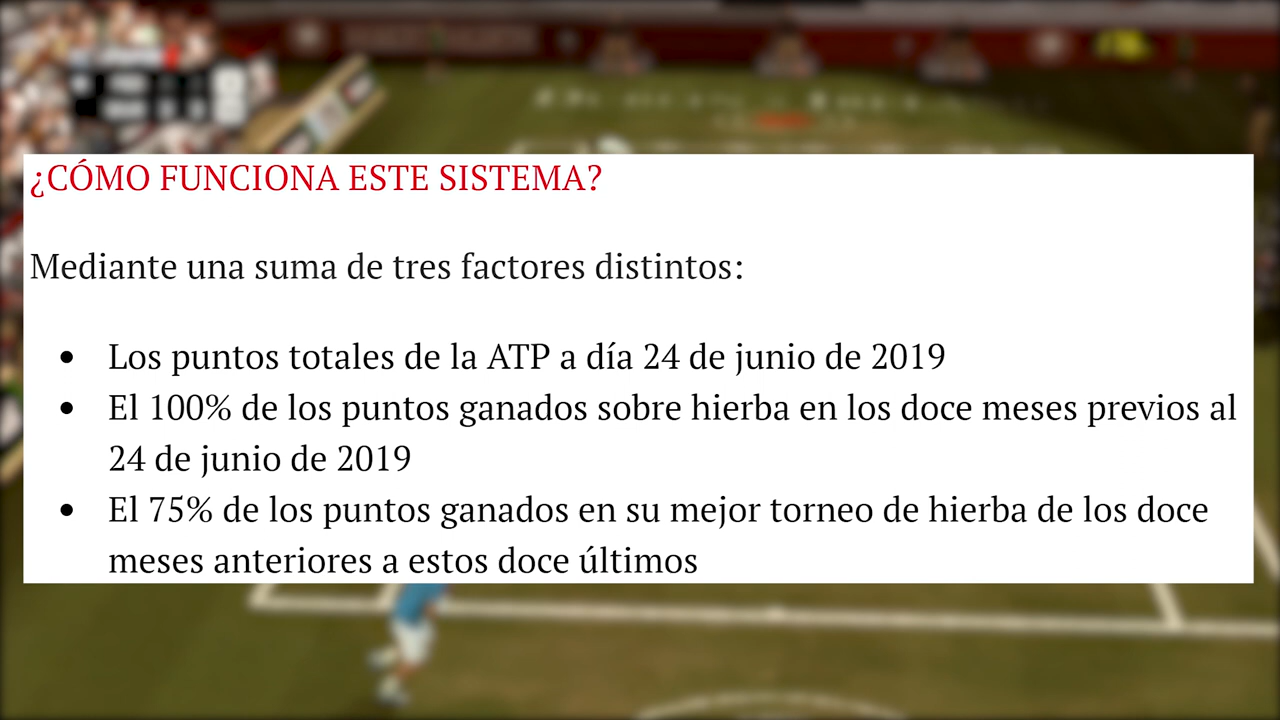 ¿CÓMO FUNCIONA ESTE SISTEMA?
Mediante una suma de tres factores distintos:
• Los puntos totales de la ATP a día 24 de junio de 2019
• El 100% de los puntos ganados sobre hierba en los doce meses previos al
24 de junio de 2019
• El 75% de los puntos ganados en su mejor torneo de hierba de los doce
meses anteriores a estos doce últimos